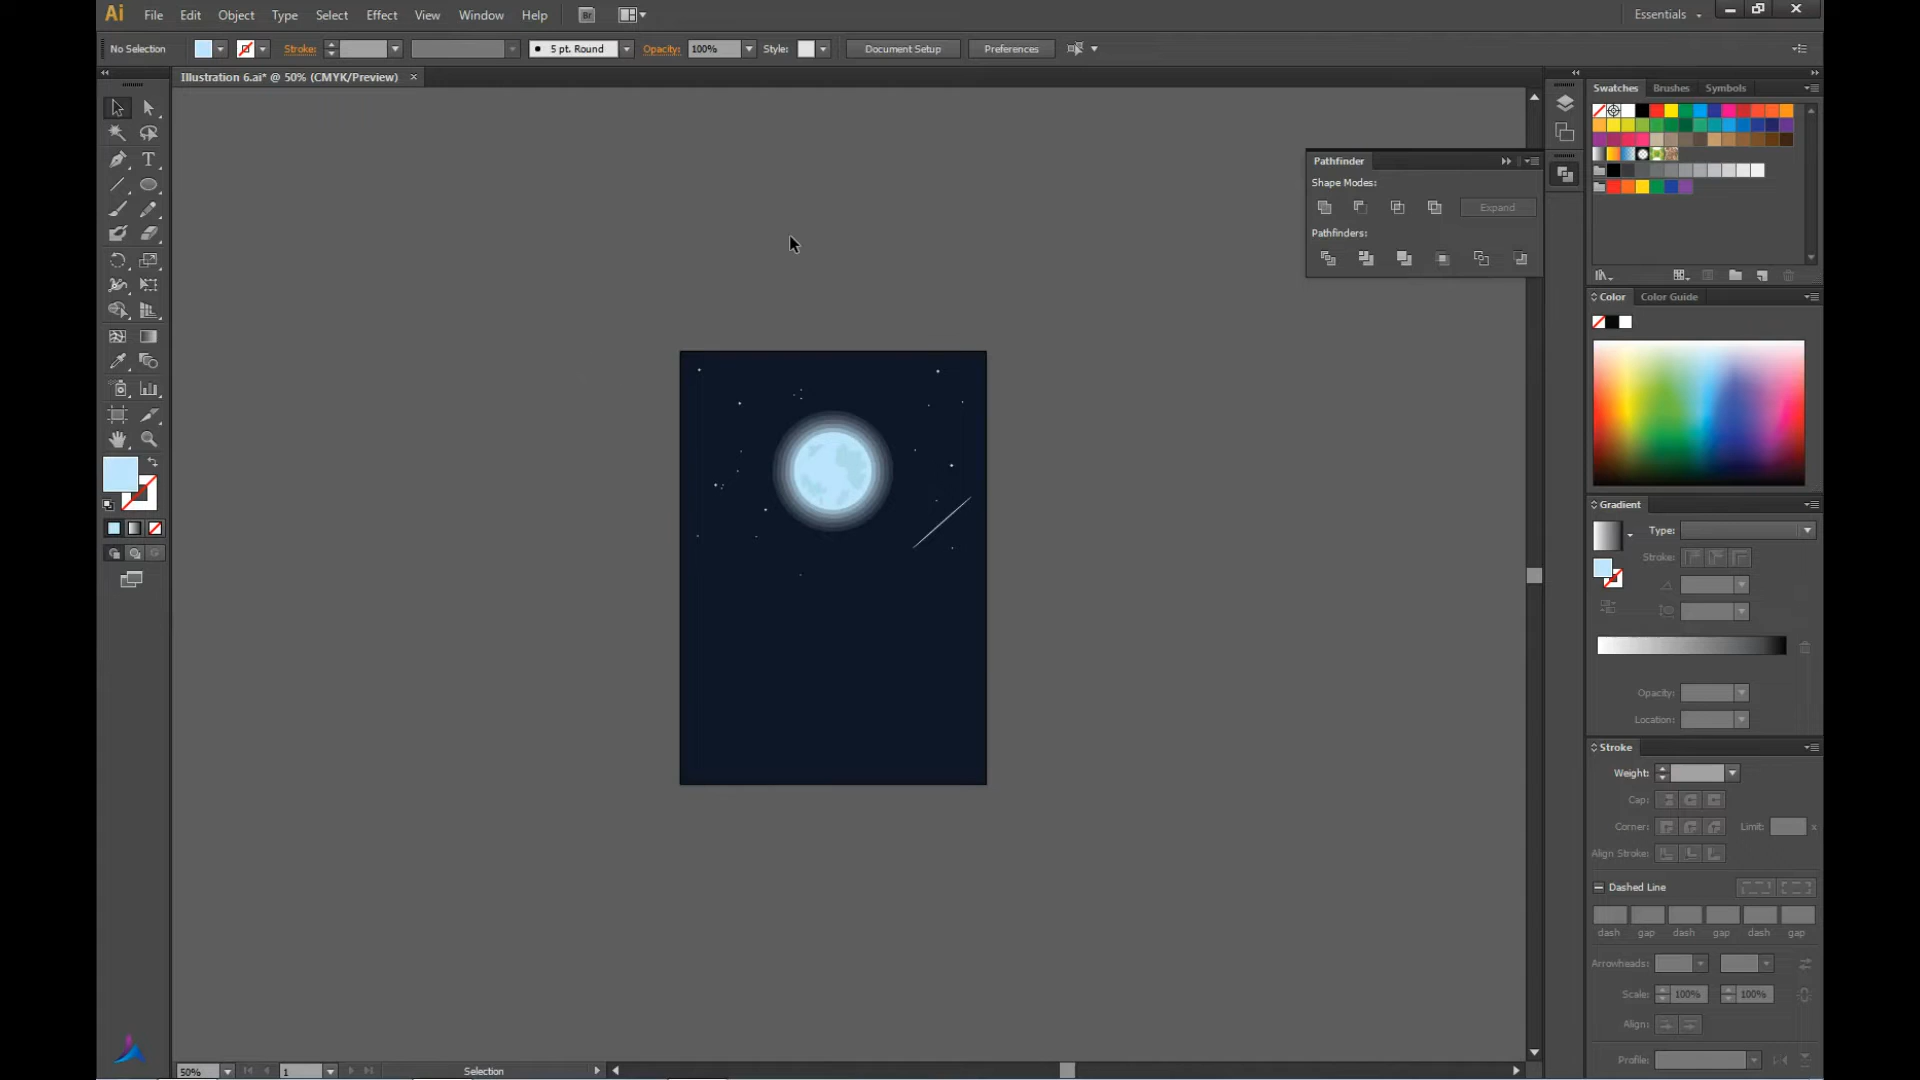 Ai File Edit Object Type Select Effect View Window Help Br Essentials
No Selection Stroke: 5 pt. Round Opacity: 100% Style: Document Setup Preferences
Illustration 6.ai* @ 50% (CMYK/Preview)
Swatches Brushes Symbols
Pathfinder
Shape Modes:
Expand
Pathfinders:
Color Color Guide
Gradient
Type:
Stroke:
Opacity:
Location:
Stroke
Weight:
Cap:
Corner: Limit: x
Align Stroke:
Dashed Line
dash gap dash gap dash gap
Arrowheads:
Scale: 100% 100%
Align:
Profile:
50% 1 Selection